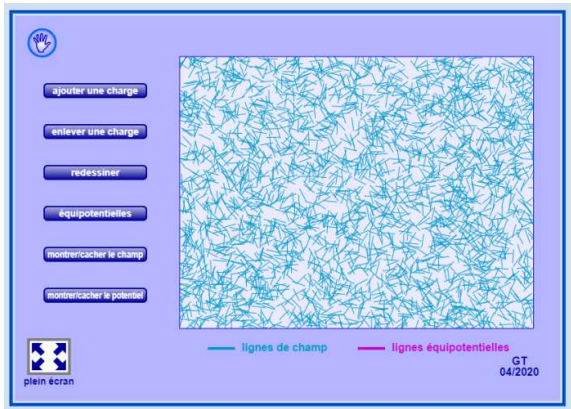 ajouter une charge
enlever une charge
redessiner
équipotentielles
montrer/cacher le champ
montrer/cacher le potentiel
lignes de champ
lignes équipotentielles
GT
04/2020
plein écran